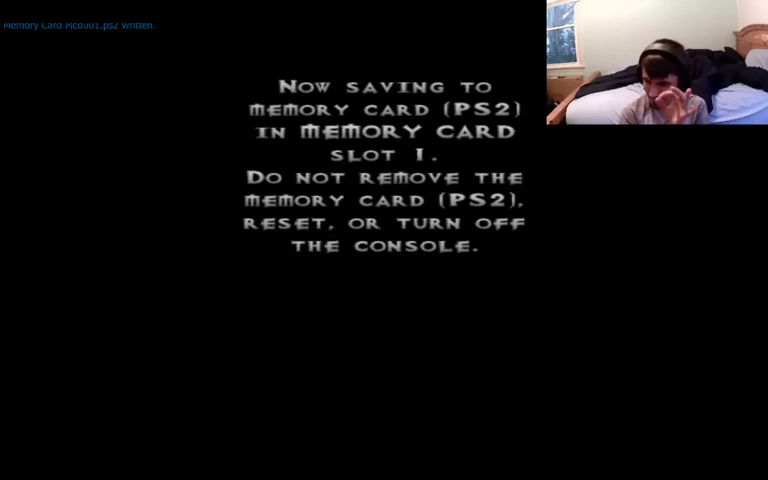 Memory Card Mcd001.ps2 written.
Now saving to
memory card (PS2)
in memory card
slot 1.
Do not remove the
memory card (PS2),
reset, or turn off
the console.